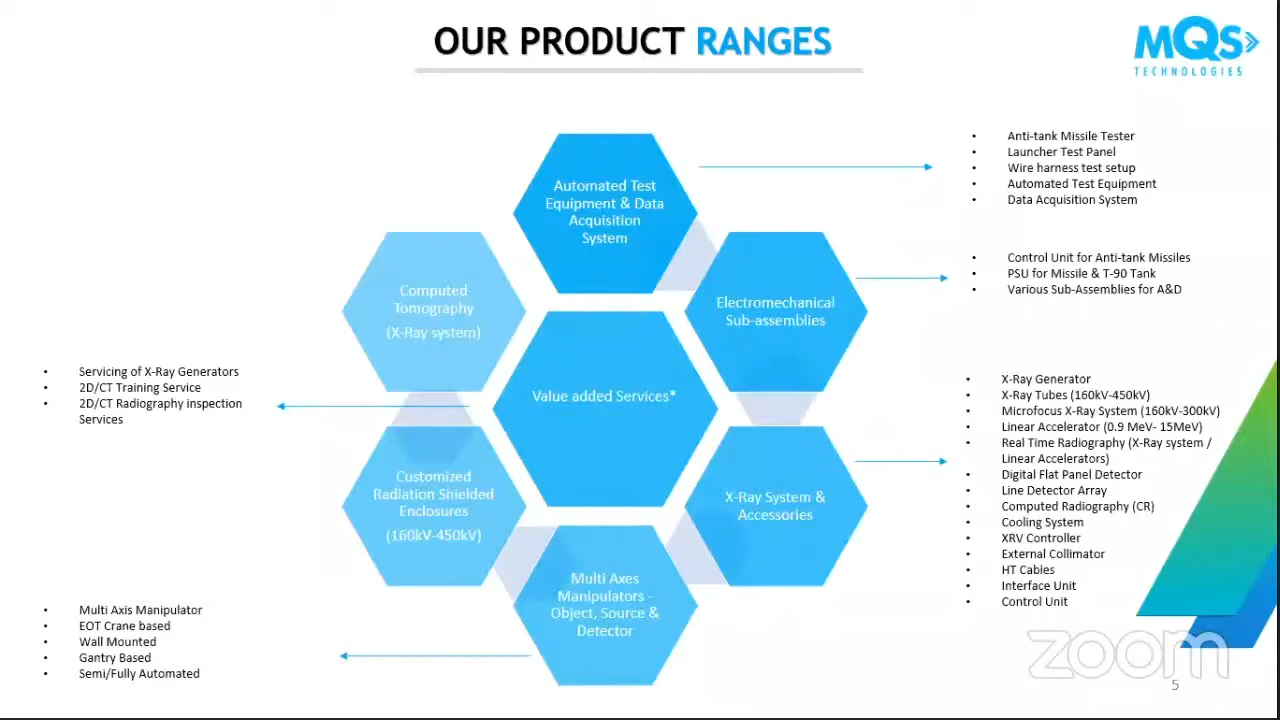 OUR PRODUCT RANGES
MQS
TECHNOLOGIES
Automated Test
Equipment & Data
Acquisition
System
• Anti-tank Missile Tester
• Launcher Test Panel
• Wire harness test setup
• Automated Test Equipment
• Data Acquisition System
Electromechanical
Sub-assemblies
• Control Unit for Anti-tank Missiles
• PSU for Missile & T-90 Tank
• Various Sub-Assemblies for A&D
Computed
Tomography
(X-Ray system)
Value added Services*
• Servicing of X-Ray Generators
• 2D/CT Training Service
• 2D/CT Radiography inspection
Services
X-Ray System &
Accessories
• X-Ray Generator
• X-Ray Tubes (160kV-450kV)
• Microfocus X-Ray System (160kV-300kV)
• Linear Accelerator (0.9 MeV- 15MeV)
• Real Time Radiography (X-Ray system /
Linear Accelerators)
• Digital Flat Panel Detector
• Line Detector Array
• Computed Radiography (CR)
• Cooling System
• XRV Controller
• External Collimator
• HT Cables
• Interface Unit
• Control Unit
Customized
Radiation Shielded
Enclosures
(160kV-450kV)
Multi Axes
Manipulators -
Object, Source &
Detector
• Multi Axis Manipulator
• EOT Crane based
• Wall Mounted
• Gantry Based
• Semi/Fully Automated
zoom
5